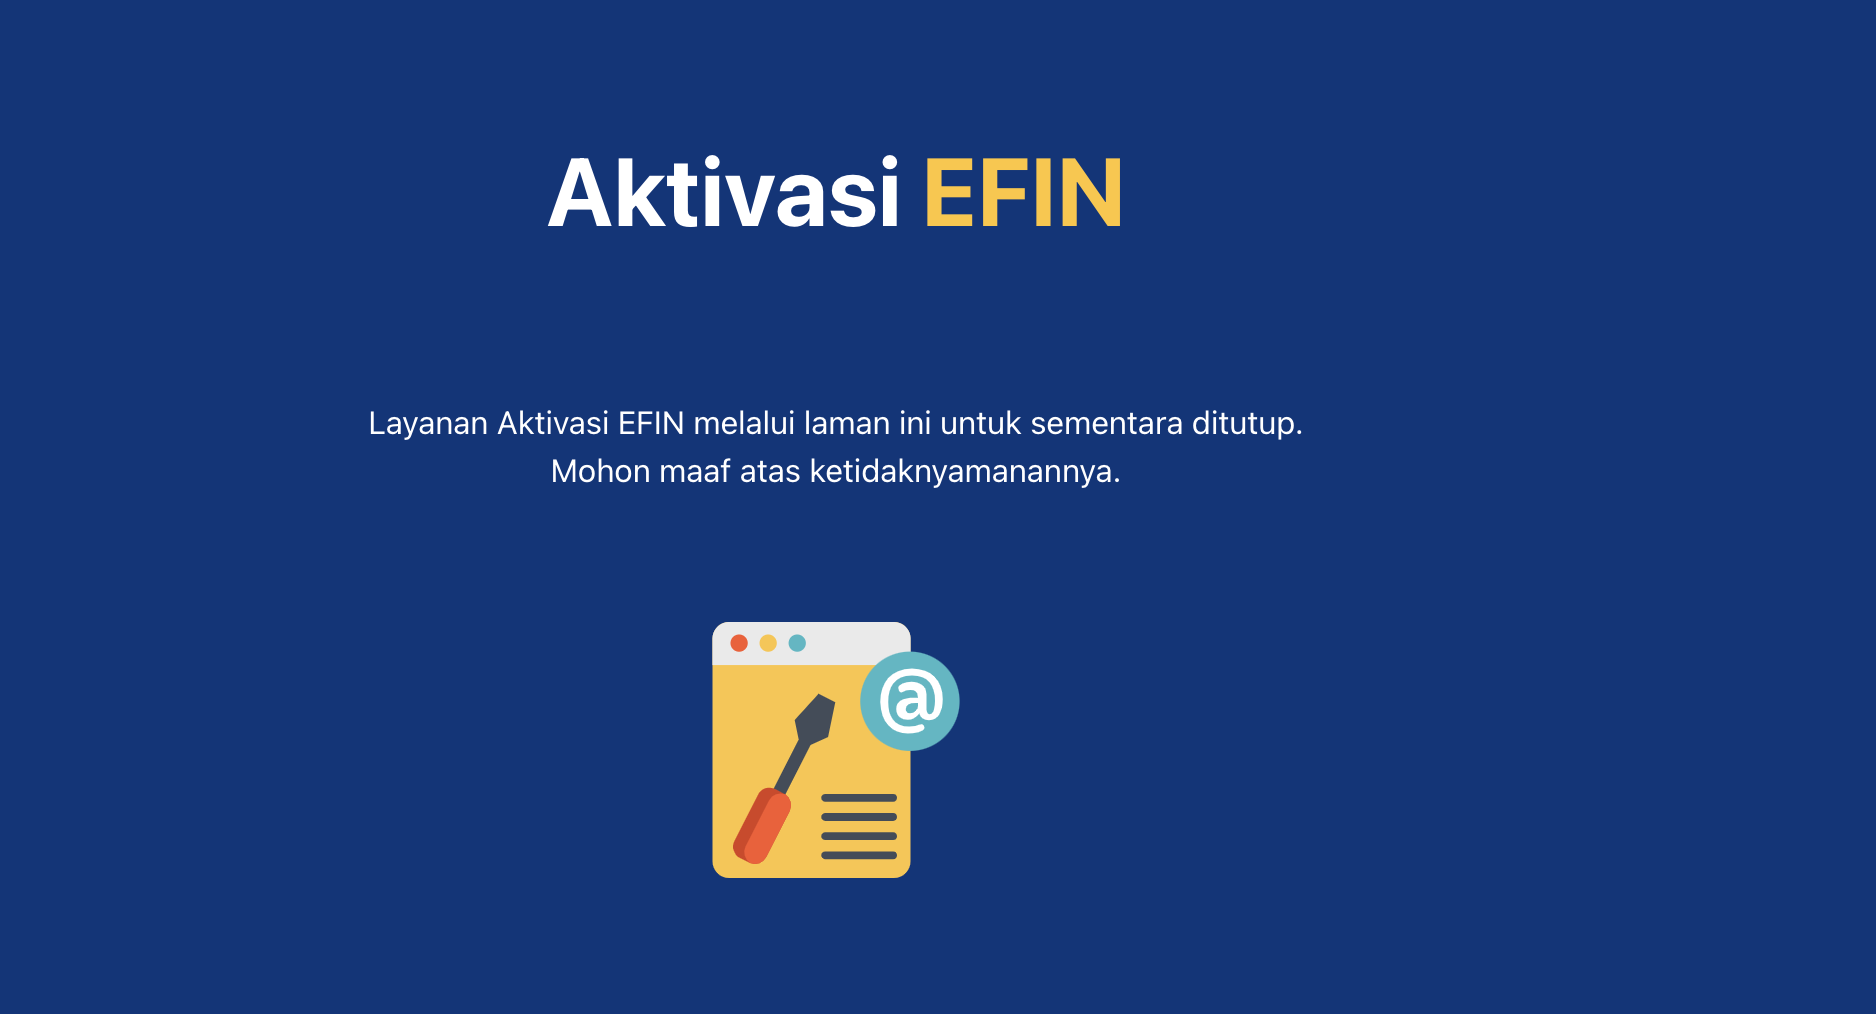 Aktivasi EFIN
Layanan Aktivasi EFIN melalui laman ini untuk sementara ditutup.
Mohon maaf atas ketidaknyamanannya.
@